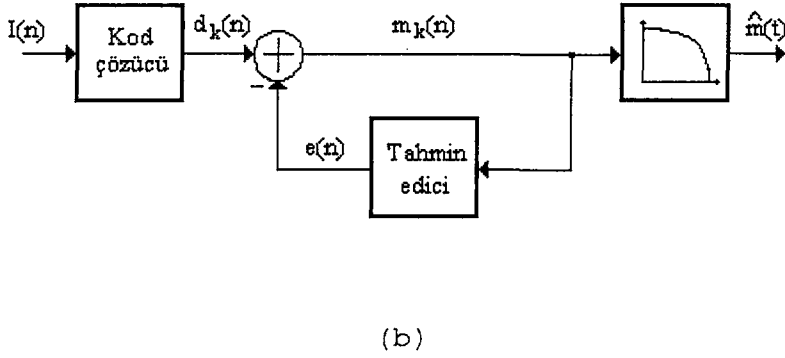 I(n)
Kod
çözücü
d_k(n)
−
m_k(n)
m̂(t)
e(n)
Tahmin
edici
(b)